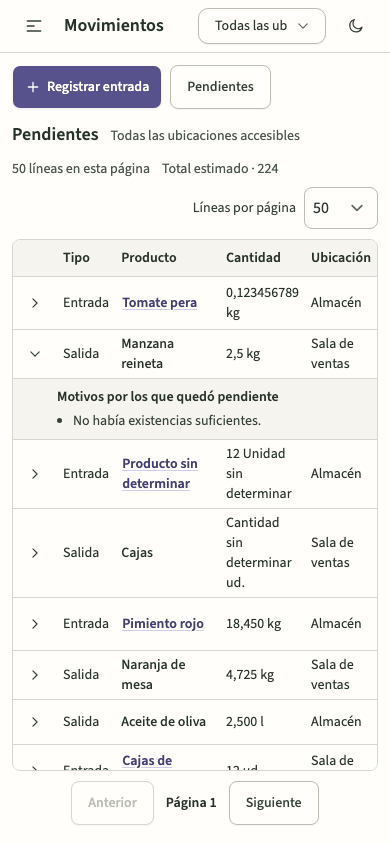 Movimientos
Todas las ub
+ Registrar entrada
Pendientes
Pendientes Todas las ubicaciones accesibles
50 líneas en esta página Total estimado · 224
Líneas por página 50
Tipo Producto Cantidad Ubicación
Entrada Tomate pera 0,123456789 kg Almacén
Salida Manzana reineta 2,5 kg Sala de ventas
Motivos por los que quedó pendiente
• No había existencias suficientes.
Entrada Producto sin determinar 12 Unidad sin determinar Almacén
Salida Cajas Cantidad sin determinar ud. Sala de ventas
Entrada Pimiento rojo 18,450 kg Almacén
Salida Naranja de mesa 4,725 kg Sala de ventas
Salida Aceite de oliva 2,500 l Almacén
Entrada Cajas de 12 ud. Sala de
Anterior Página 1 Siguiente